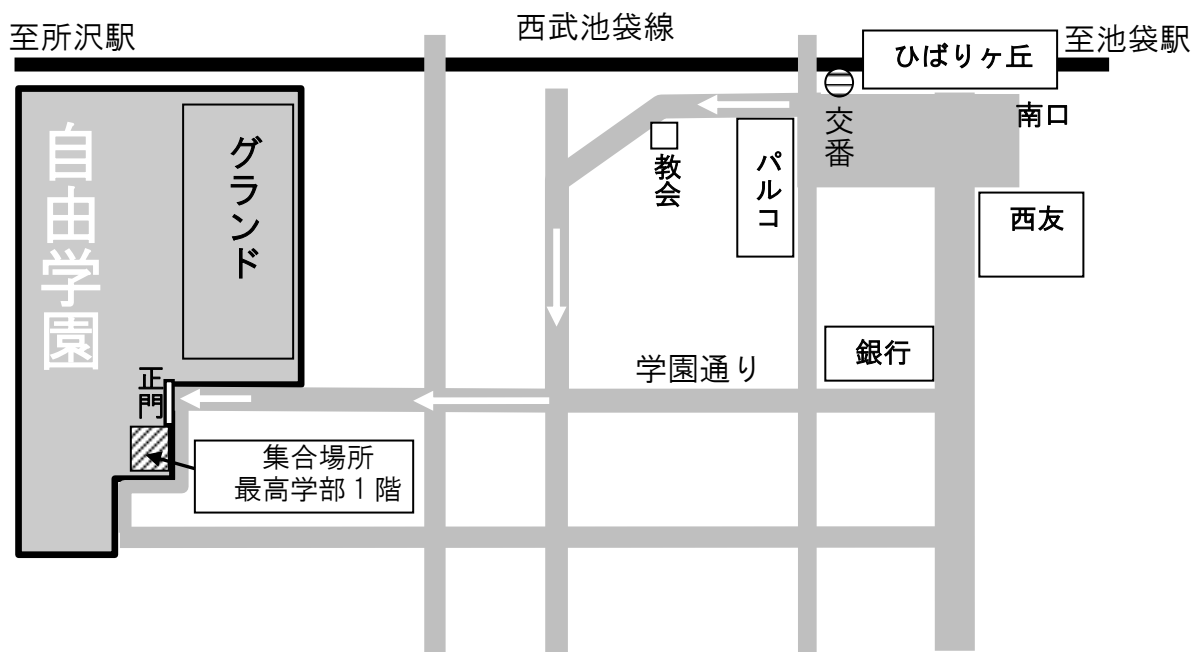 至所沢駅
西武池袋線
ひばりヶ丘
至池袋駅
南口
交番
パルコ
教会
西友
銀行
学園通り
自由学園
グランド
正門
集合場所
最高学部１階